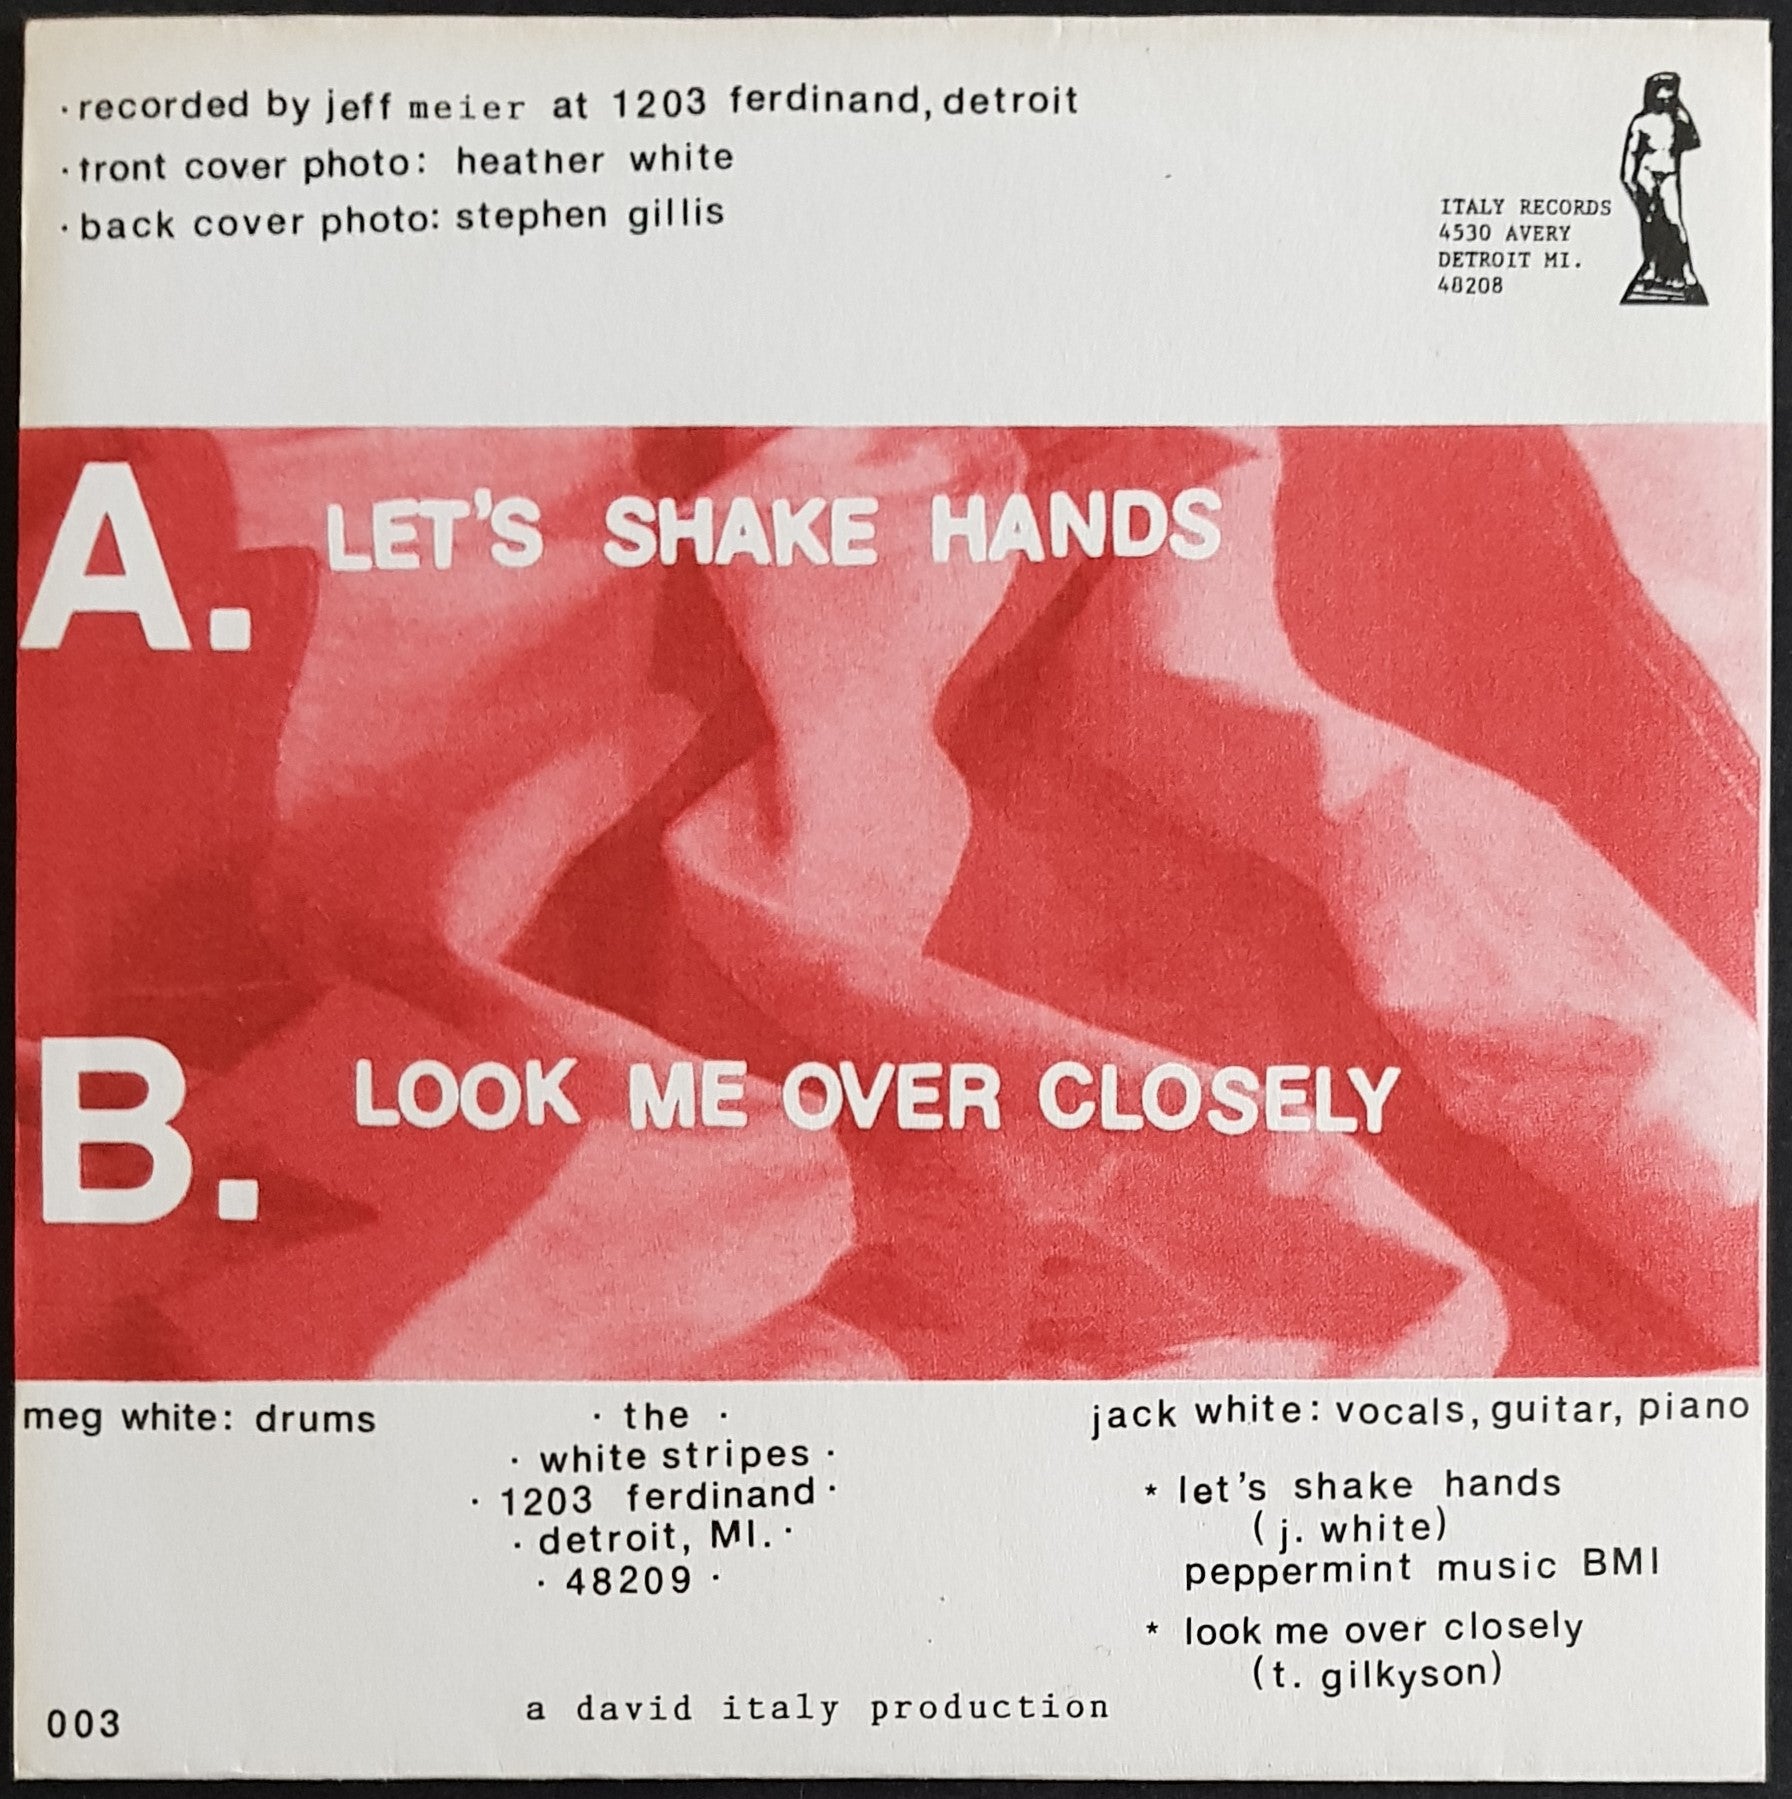 · recorded by jeff meier at 1203 ferdinand, detroit
· front cover photo: heather white
· back cover photo: stephen gillis
ITALY RECORDS
4530 AVERY
DETROIT MI.
48208
A. LET'S SHAKE HANDS
B. LOOK ME OVER CLOSELY
meg white: drums
· the ·
· white stripes ·
· 1203 ferdinand ·
· detroit, MI. ·
· 48209 ·
jack white: vocals, guitar, piano
* let's shake hands
(j. white)
peppermint music BMI
* look me over closely
(t. gilkyson)
a david italy production
003